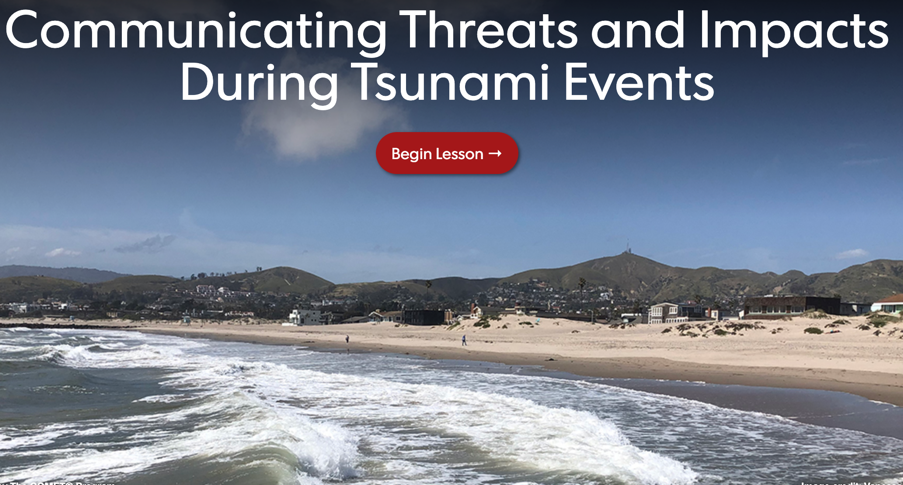 Communicating Threats and Impacts
During Tsunami Events
Begin Lesson →